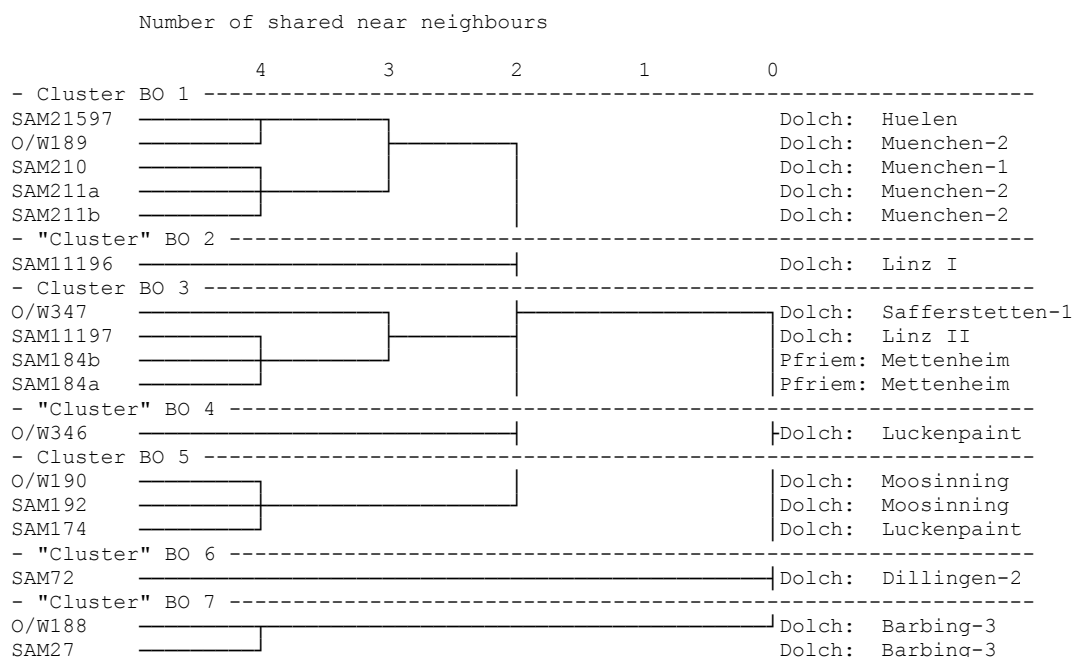 Number of shared near neighbours
4 3 2 1 0
- Cluster BO 1 -----------------------------------------------------------------
SAM21597 Dolch: Huelen
O/W189 Dolch: Muenchen-2
SAM210 Dolch: Muenchen-1
SAM211a Dolch: Muenchen-2
SAM211b Dolch: Muenchen-2
- "Cluster" BO 2 ---------------------------------------------------------------
SAM11196 Dolch: Linz I
- Cluster BO 3 -----------------------------------------------------------------
O/W347 Dolch: Safferstetten-1
SAM11197 Dolch: Linz II
SAM184b Pfriem: Mettenheim
SAM184a Pfriem: Mettenheim
- "Cluster" BO 4 ---------------------------------------------------------------
O/W346 Dolch: Luckenpaint
- Cluster BO 5 -----------------------------------------------------------------
O/W190 Dolch: Moosinning
SAM192 Dolch: Moosinning
SAM174 Dolch: Luckenpaint
- "Cluster" BO 6 ---------------------------------------------------------------
SAM72 Dolch: Dillingen-2
- "Cluster" BO 7 ---------------------------------------------------------------
O/W188 Dolch: Barbing-3
SAM27 Dolch: Barbing-3